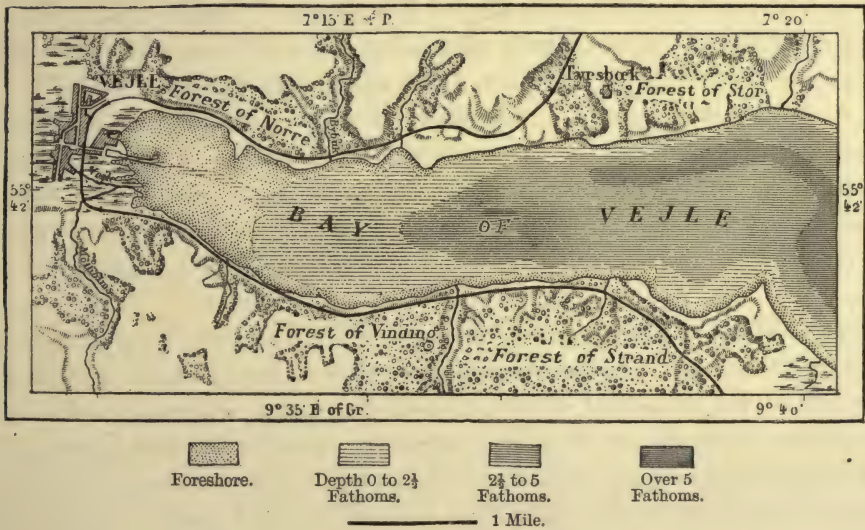 7° 15' E of P.
7° 20'
VEJLE
Forest of Norre
Tyrsbœk
Forest of Stor
55° 42'
55° 42'
BAY OF VEJLE
Forest of Vinding
Forest of Strand
9° 35' E of Gr.
9° 40'
Foreshore.
Depth 0 to 2½ Fathoms.
2½ to 5 Fathoms.
Over 5 Fathoms.
1 Mile.